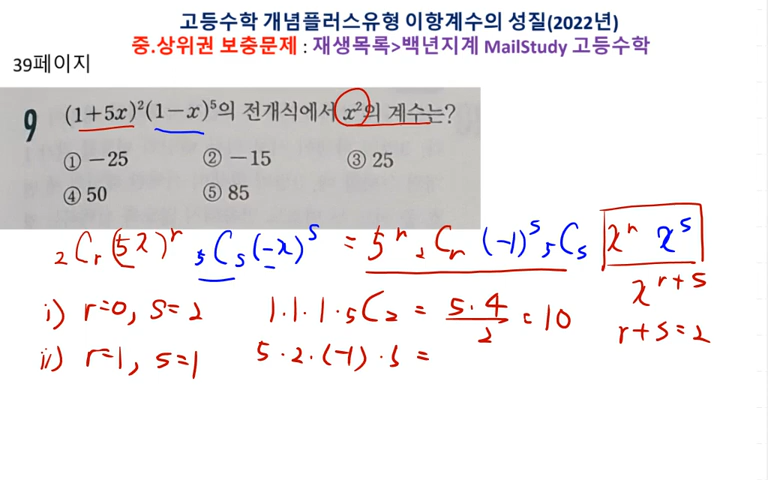 고등수학 개념플러스유형 이항계수의 성질(2022년)
중.상위권 보충문제 : 재생목록>백년지계 MailStudy 고등수학
39페이지
9 (1+5x)²(1−x)⁵의 전개식에서 x²의 계수는?
① −25 ② −15 ③ 25
④ 50 ⑤ 85
₂Cᵣ(5x)ʳ ₅Cₛ(−x)ˢ = 5ʳ ₂Cᵣ (−1)ˢ ₅Cₛ xʳ xˢ
x^(r+s)
i) r=0, s=2 1·1·1·₅C₂ = 5·4/2 = 10 r+s=2
ii) r=1, s=1 5·2·(−1)·5 =